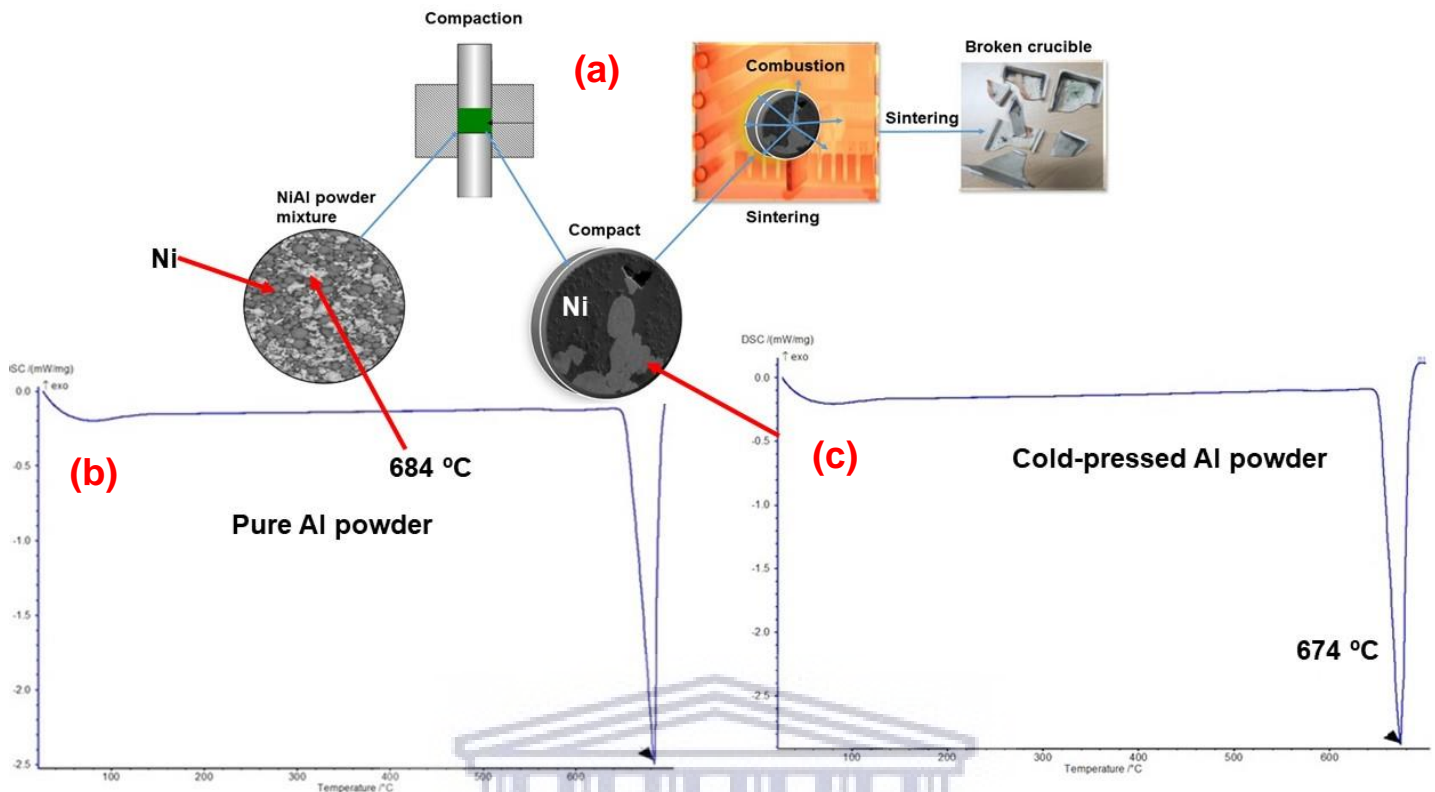 Compaction
(a)
Combustion
Broken crucible
Sintering
NiAl powder
mixture
Sintering
Compact
Ni
Ni
SC /(mW/mg)
↑ exo
0.0
-0.5
-1.0
-1.5
-2.0
-2.5
(b)
684 ºC
Pure Al powder
100
200
300
400
500
600
Temperature /°C
DSC /(mW/mg)
↑ exo
0.0
-0.5
-1.0
-1.5
-2.0
-2.5
(c)
Cold-pressed Al powder
674 ºC
100
200
300
400
500
600
Temperature /°C